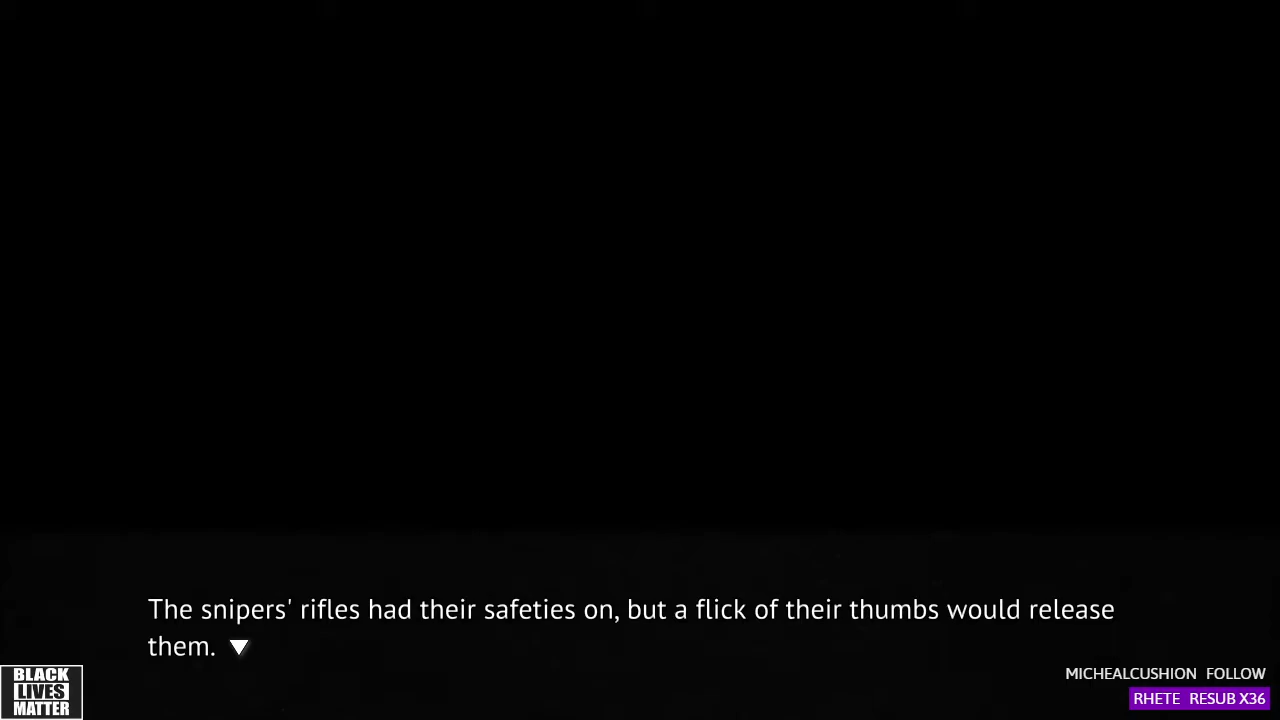 The snipers' rifles had their safeties on, but a flick of their thumbs would release
them.
BLACK
LIVES
MATTER
MICHEALCUSHION FOLLOW
RHETE RESUB X36